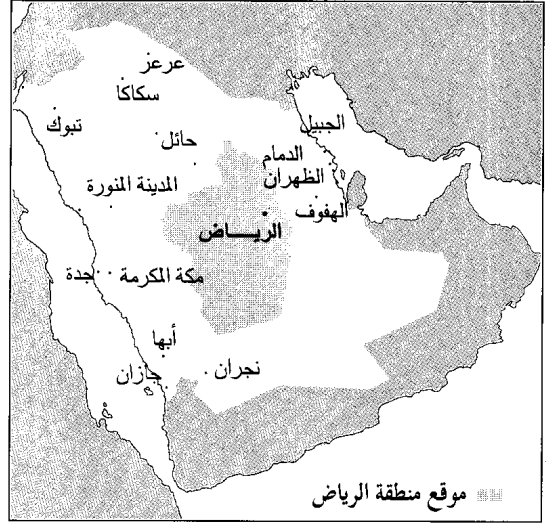 عرعر
سكاكا
تبوك
الجبيل
حائل
الدمام
الظهران
المدينة المنورة
الهفوف
الريـــاض
مكة المكرمة
جدة
أبها
نجران
جازان
موقع منطقة الرياض